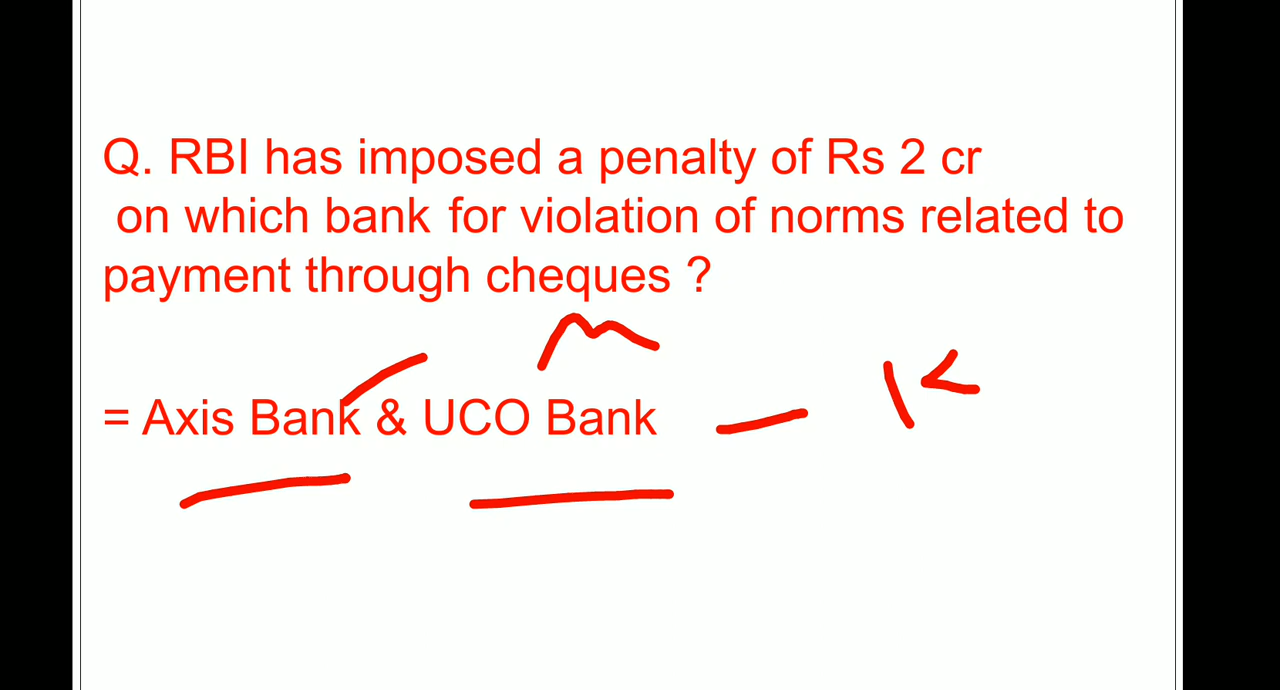 Q. RBI has imposed a penalty of Rs 2 cr
on which bank for violation of norms related to
payment through cheques ?
= Axis Bank & UCO Bank – K
M